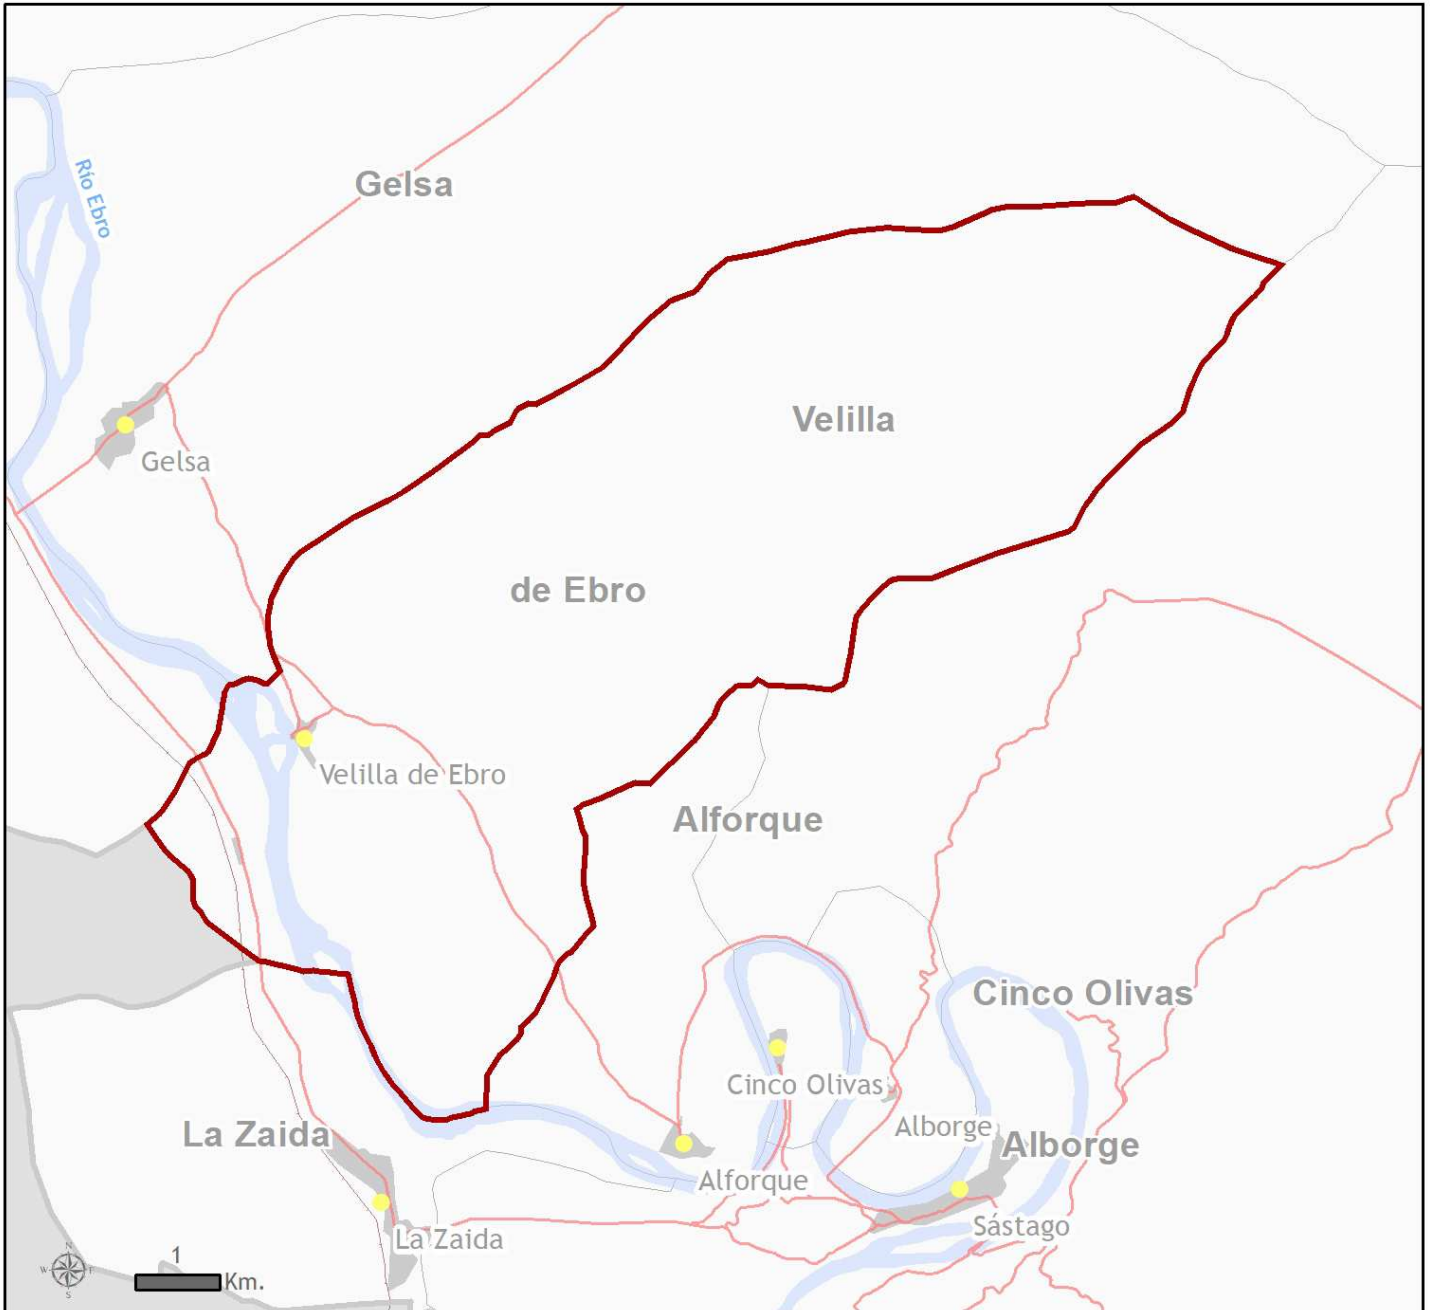 Río Ebro
Gelsa
Velilla
Gelsa
de Ebro
Velilla de Ebro
Alforque
Cinco Olivas
Cinco Olivas
Alborge
La Zaida
Alborge
Alforque
Sástago
La Zaida
1
Km.
N
W E
S